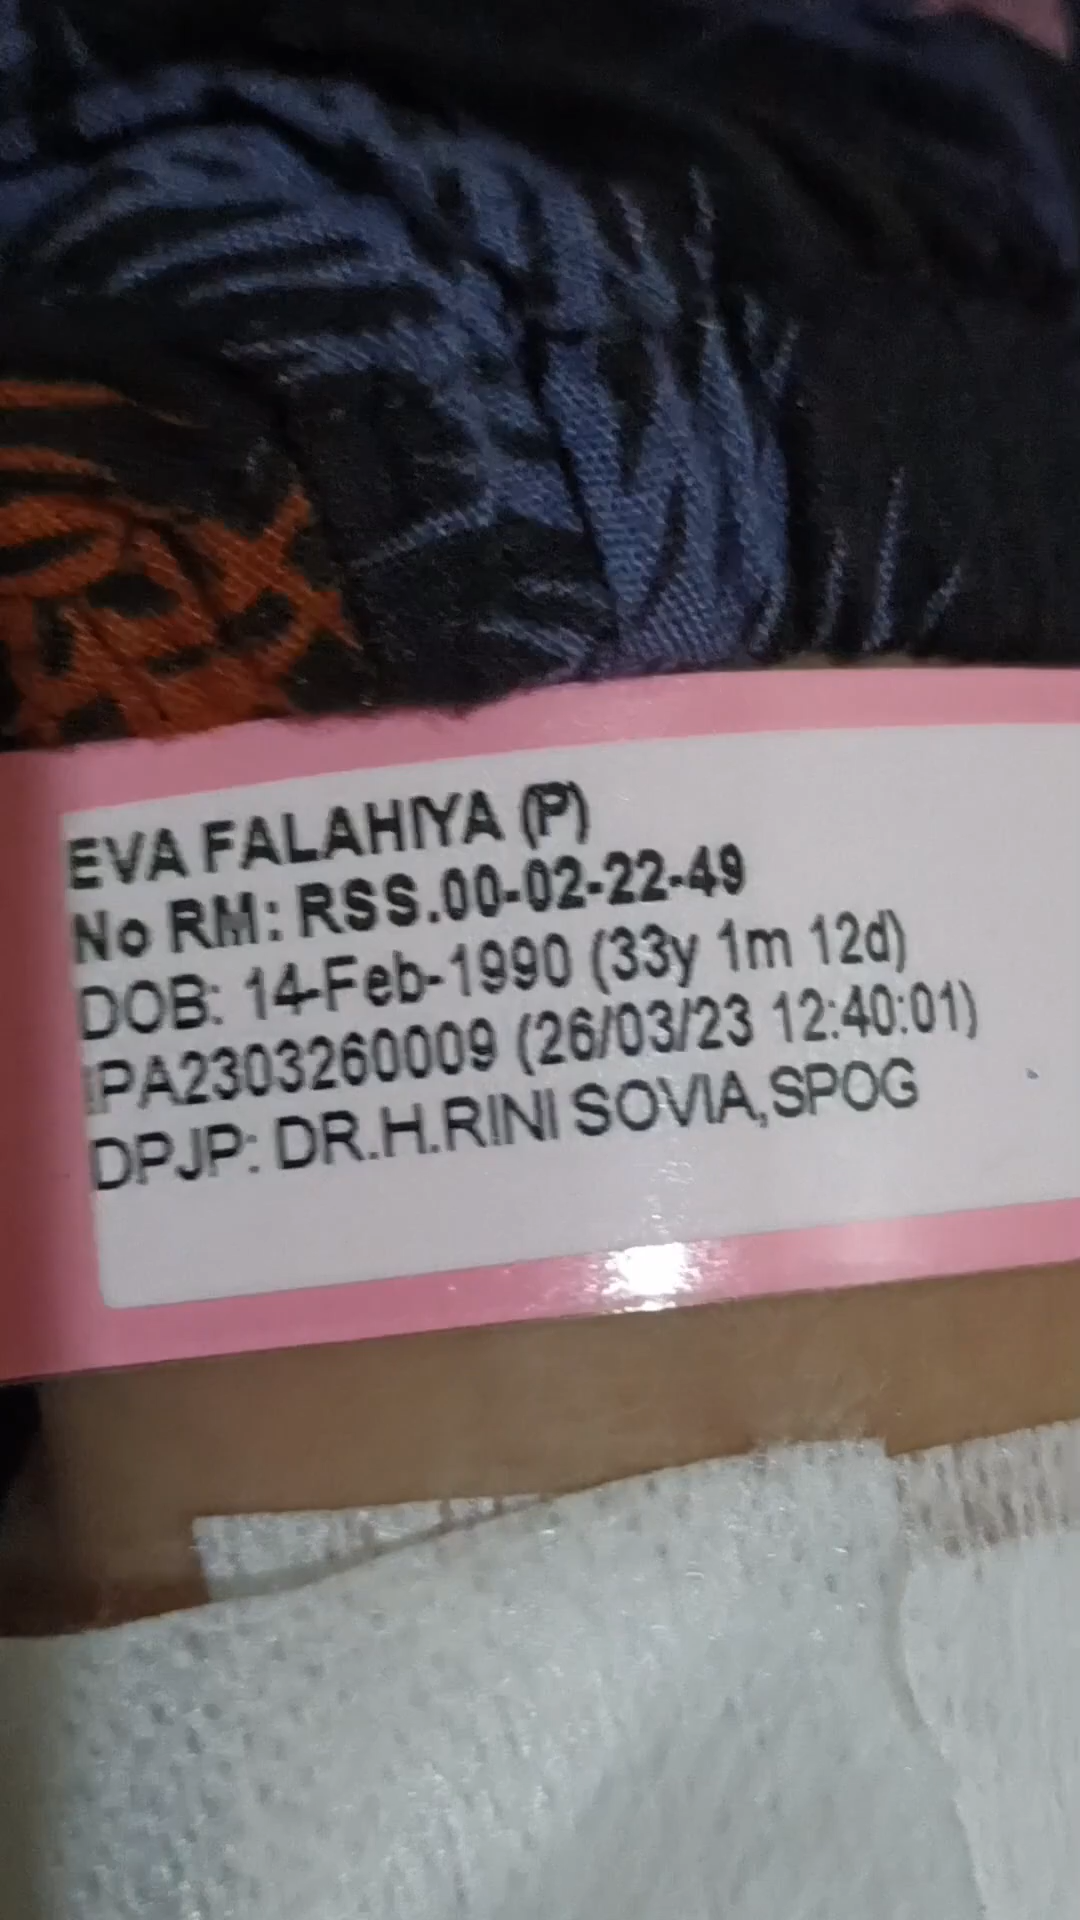 EVA FALAHIYA (P)
No RM: RSS.00-02-22-49
DOB: 14-Feb-1990 (33y 1m 12d)
IPA2303260009 (26/03/23 12:40:01)
DPJP: DR.H.RINI SOVIA,SPOG